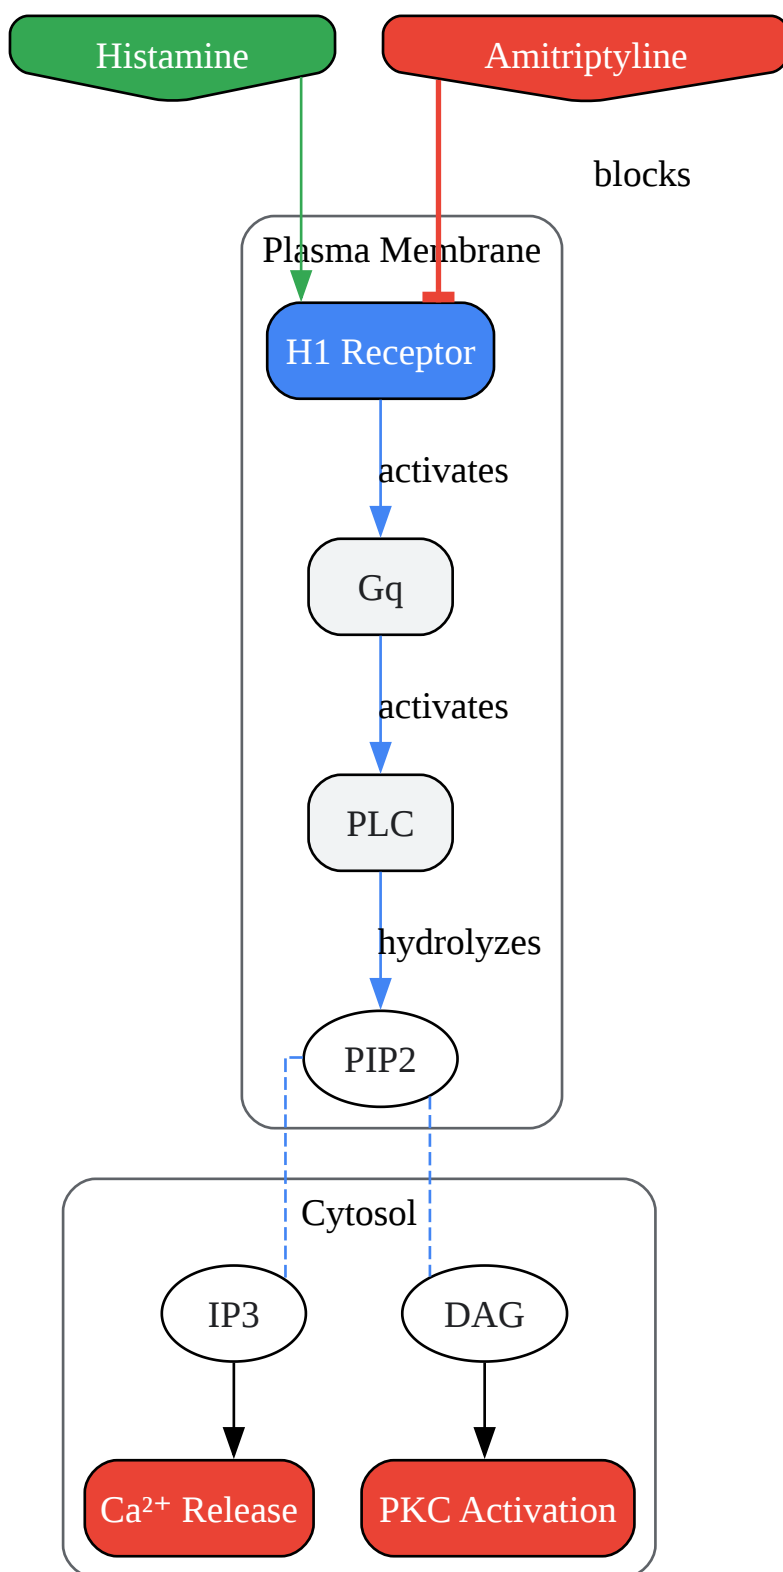 Histamine
Amitriptyline
blocks
Plasma Membrane
H1 Receptor
activates
Gq
activates
PLC
hydrolyzes
PIP2
Cytosol
IP3
DAG
Ca²⁺ Release
PKC Activation